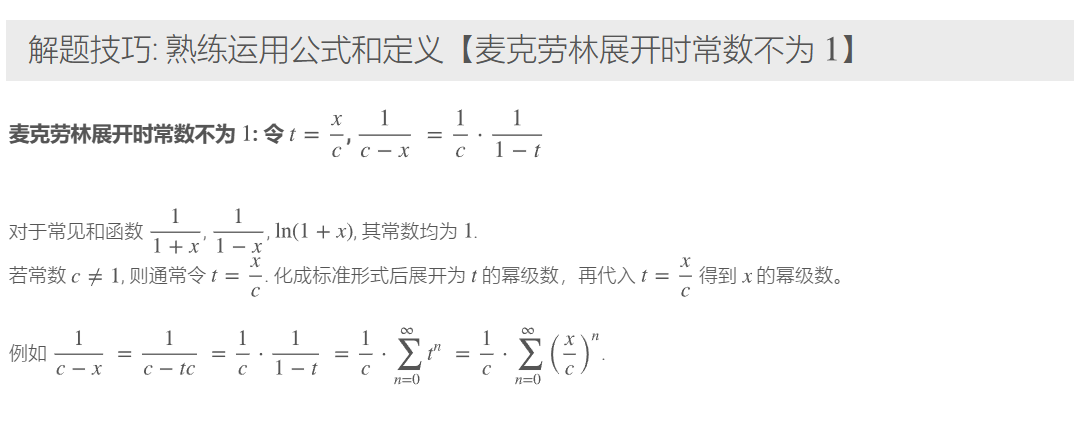 解题技巧: 熟练运用公式和定义【麦克劳林展开时常数不为 1】
麦克劳林展开时常数不为 1: 令 $t = \frac{x}{c}, \frac{1}{c - x} = \frac{1}{c} \cdot \frac{1}{1 - t}$
对于常见和函数 $\frac{1}{1 + x}, \frac{1}{1 - x}, \ln(1 + x)$, 其常数均为 1.
若常数 $c \neq 1$, 则通常令 $t = \frac{x}{c}$. 化成标准形式后展开为 $t$ 的幂级数，再代入 $t = \frac{x}{c}$ 得到 $x$ 的幂级数。
例如 $\frac{1}{c - x} = \frac{1}{c - tc} = \frac{1}{c} \cdot \frac{1}{1 - t} = \frac{1}{c} \cdot \sum_{n=0}^{\infty} t^n = \frac{1}{c} \cdot \sum_{n=0}^{\infty} \left(\frac{x}{c}\right)^n$.